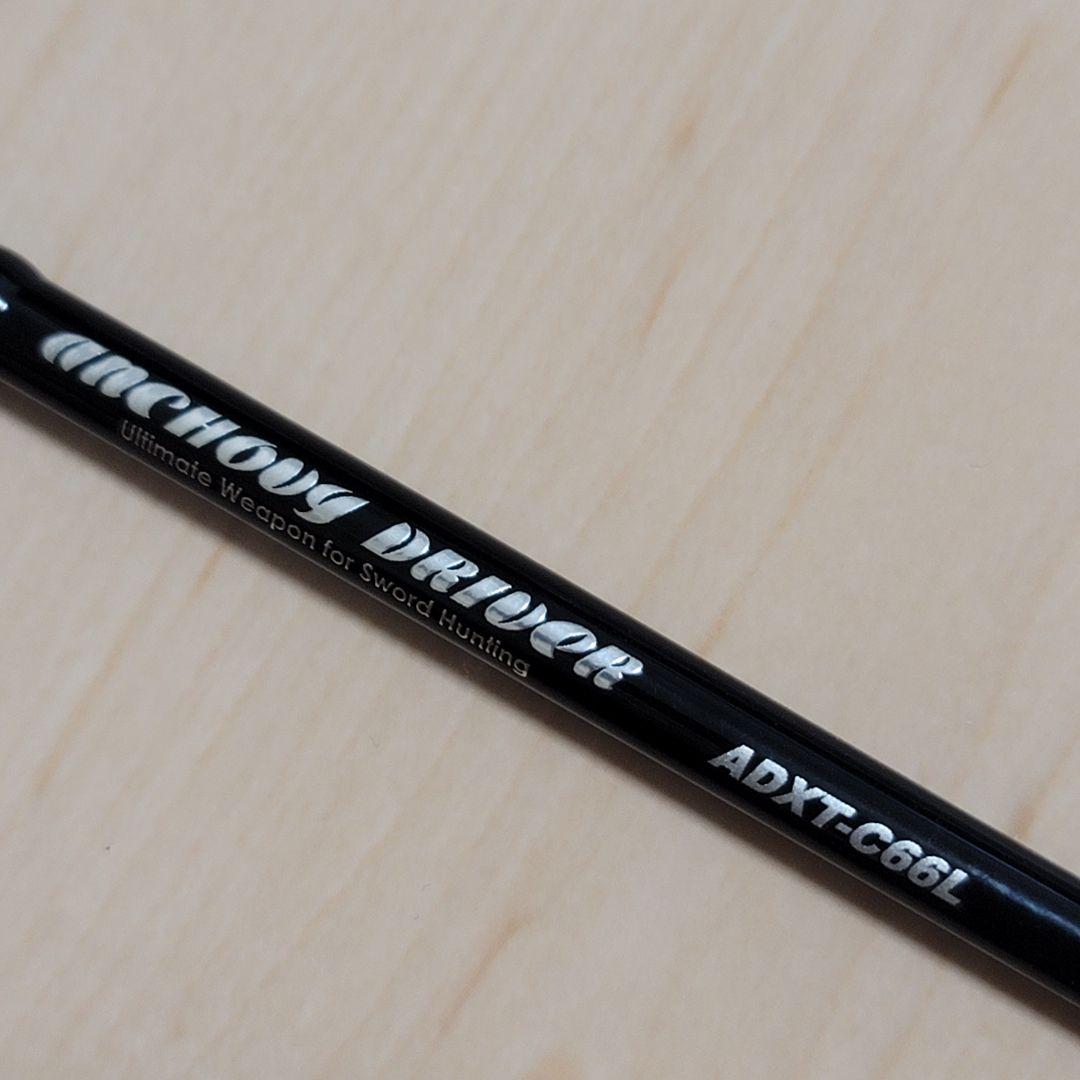 ANCHOVY DRIVER
Ultimate Weapon for Sword Hunting
ADXT-C66L